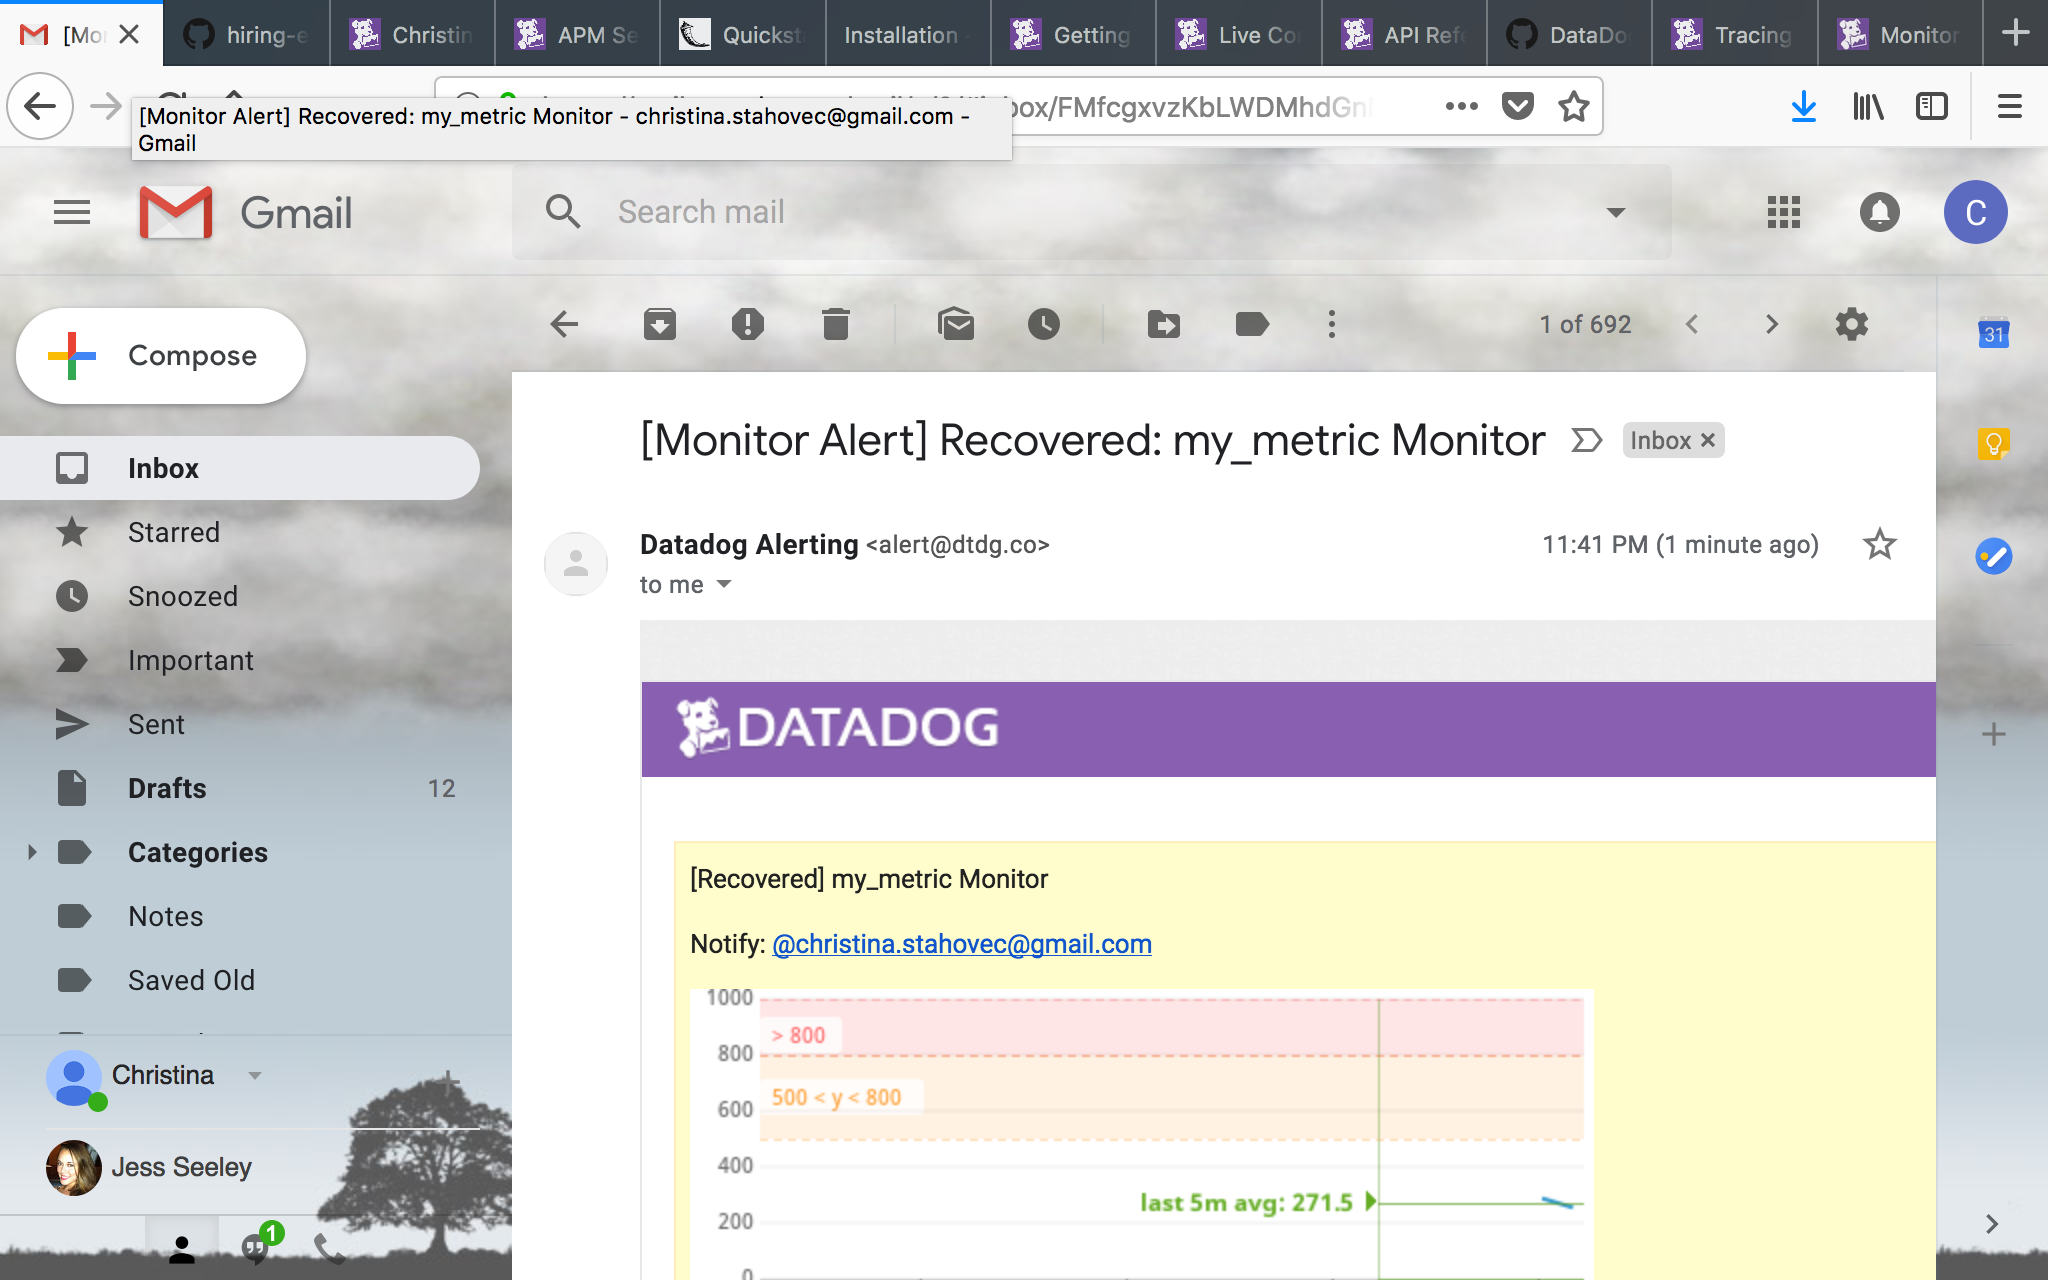 [Mo
hiring-e
Christin
APM Se
Quickst
Installation
Getting
Live Co
API Refe
DataDo
Tracing
Monitor
[Monitor Alert] Recovered: my_metric Monitor - christina.stahovec@gmail.com -
Gmail
box/FMfcgxvzKbLWDMhdGn
Gmail
Search mail
C
Compose
1 of 692
31
[Monitor Alert] Recovered: my_metric Monitor
Inbox ×
Inbox
Starred
Snoozed
Important
Sent
Drafts 12
Categories
Notes
Saved Old
Datadog Alerting <alert@dtdg.co>
11:41 PM (1 minute ago)
to me
DATADOG
[Recovered] my_metric Monitor
Notify: @christina.stahovec@gmail.com
1000
> 800
800
500 < y < 800
600
400
last 5m avg: 271.5
200
0
Christina
Jess Seeley
1